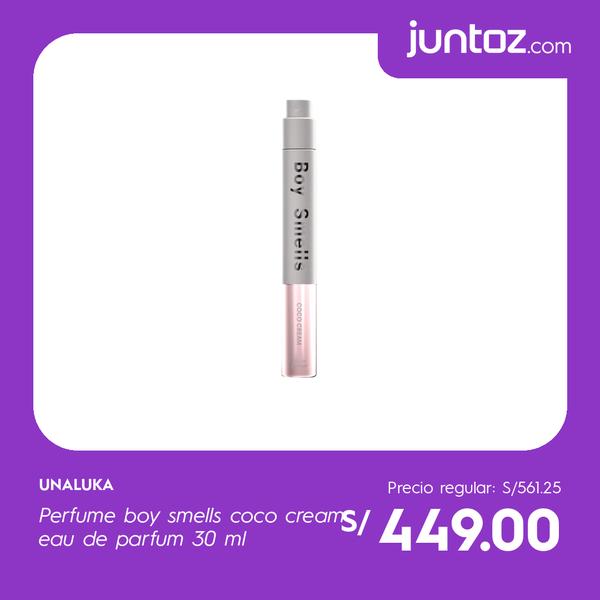 juntoz.com
Boy Smells
COCO CREAM
UNALUKA
Perfume boy smells coco cream
eau de parfum 30 ml
Precio regular: S/561.25
S/ 449.00